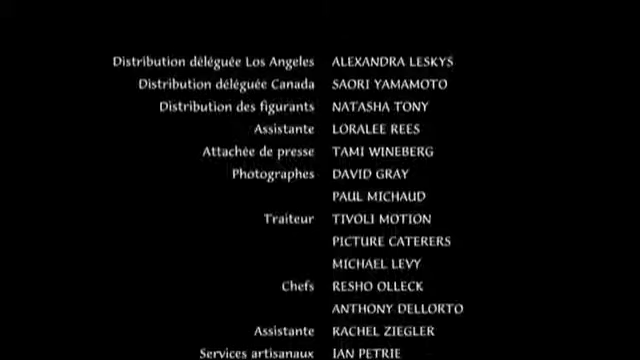 Distribution déléguée Los Angeles ALEXANDRA LESKYS
Distribution déléguée Canada SAORI YAMAMOTO
Distribution des figurants NATASHA TONY
Assistante LORALEE REES
Attachée de presse TAMI WINEBERG
Photographes DAVID GRAY
PAUL MICHAUD
Traiteur TIVOLI MOTION
PICTURE CATERERS
MICHAEL LEVY
Chefs RESHO OLLECK
ANTHONY DELLORTO
Assistante RACHEL ZIEGLER
Services artisanaux IAN PETRIE